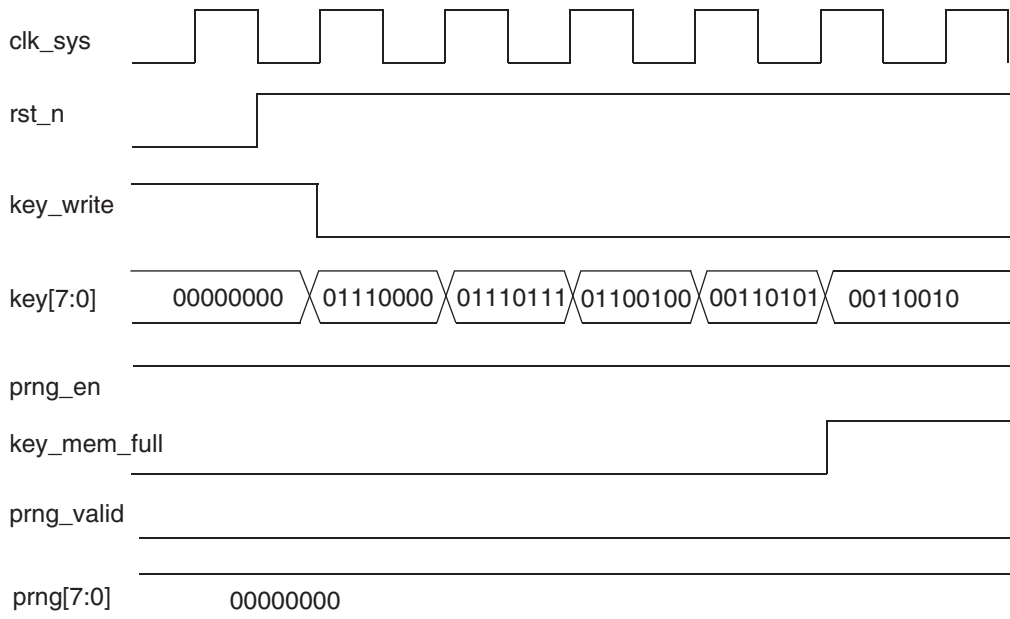 clk_sys
rst_n
key_write
key[7:0] 00000000 01110000 01110111 01100100 00110101 00110010
prng_en
key_mem_full
prng_valid
prng[7:0] 00000000